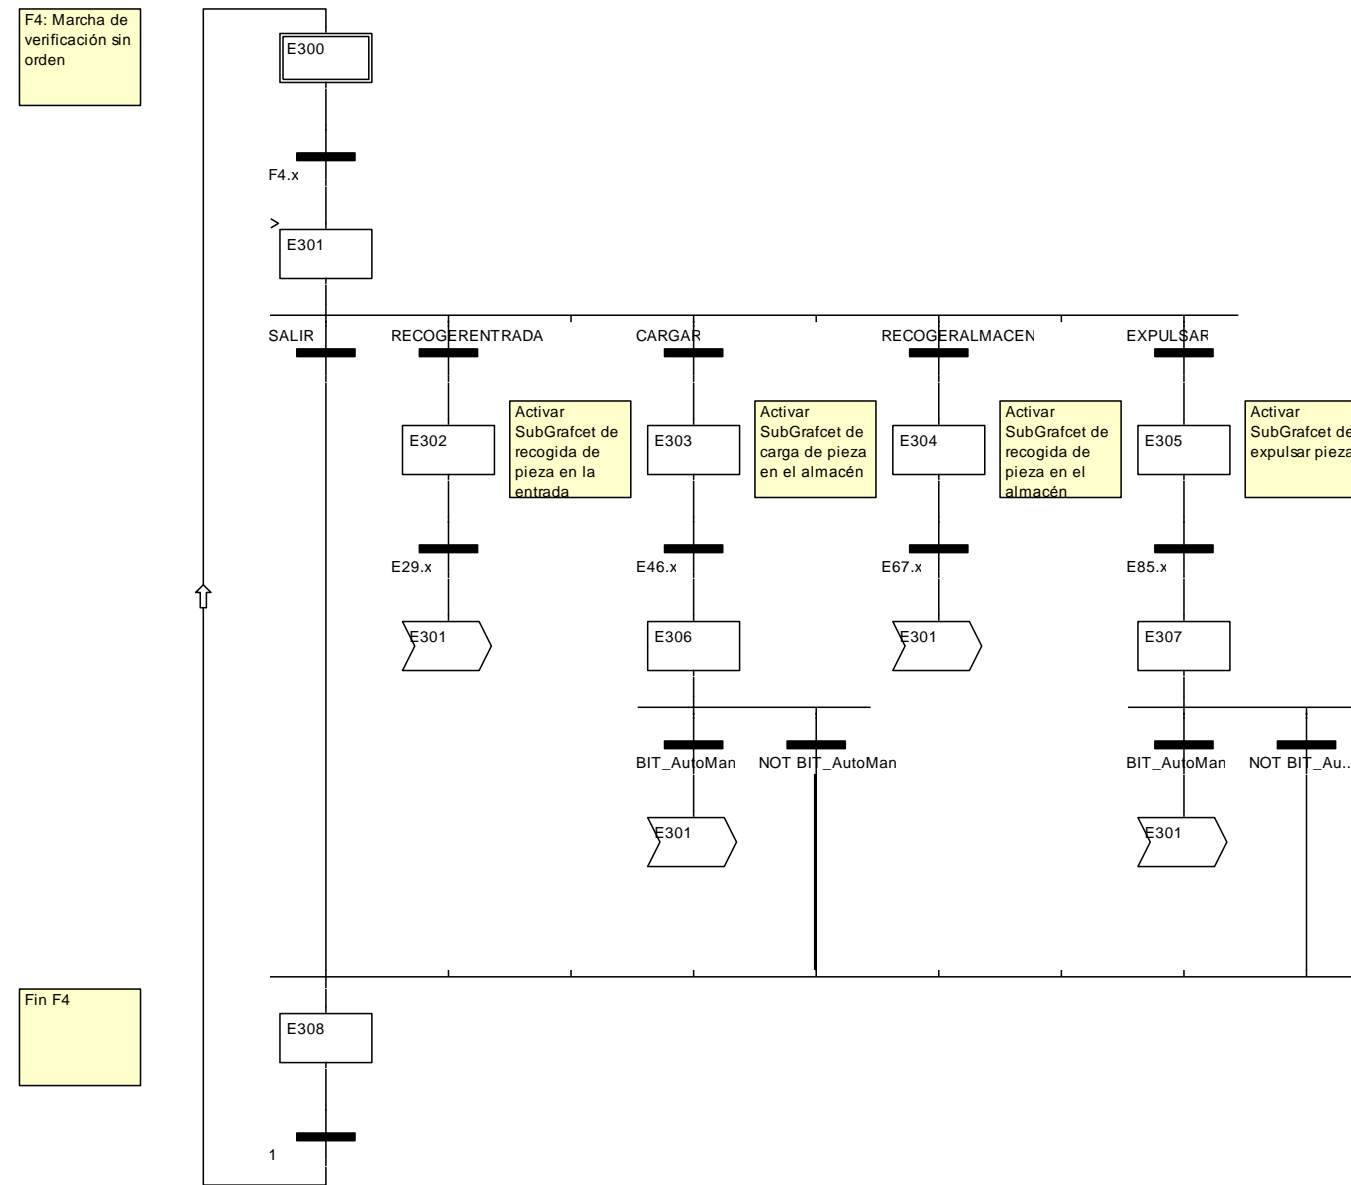 F4: Marcha de
verificación sin
orden
E300
F4.x
>
E301
SALIR
RECOGERENTRADA
CARGAR
RECOGERALMACEN
EXPULSAR
E302
Activar
SubGrafcet de
recogida de
pieza en la
entrada
E303
Activar
SubGrafcet de
carga de pieza
en el almacén
E304
Activar
SubGrafcet de
recogida de
pieza en el
almacén
E305
Activar
SubGrafcet de
expulsar pieza
E29.x
E46.x
E67.x
E85.x
E301
E306
E301
E307
BIT_AutoMan
NOT BIT_AutoMan
BIT_AutoMan
NOT BIT_Au..
E301
E301
Fin F4
E308
1